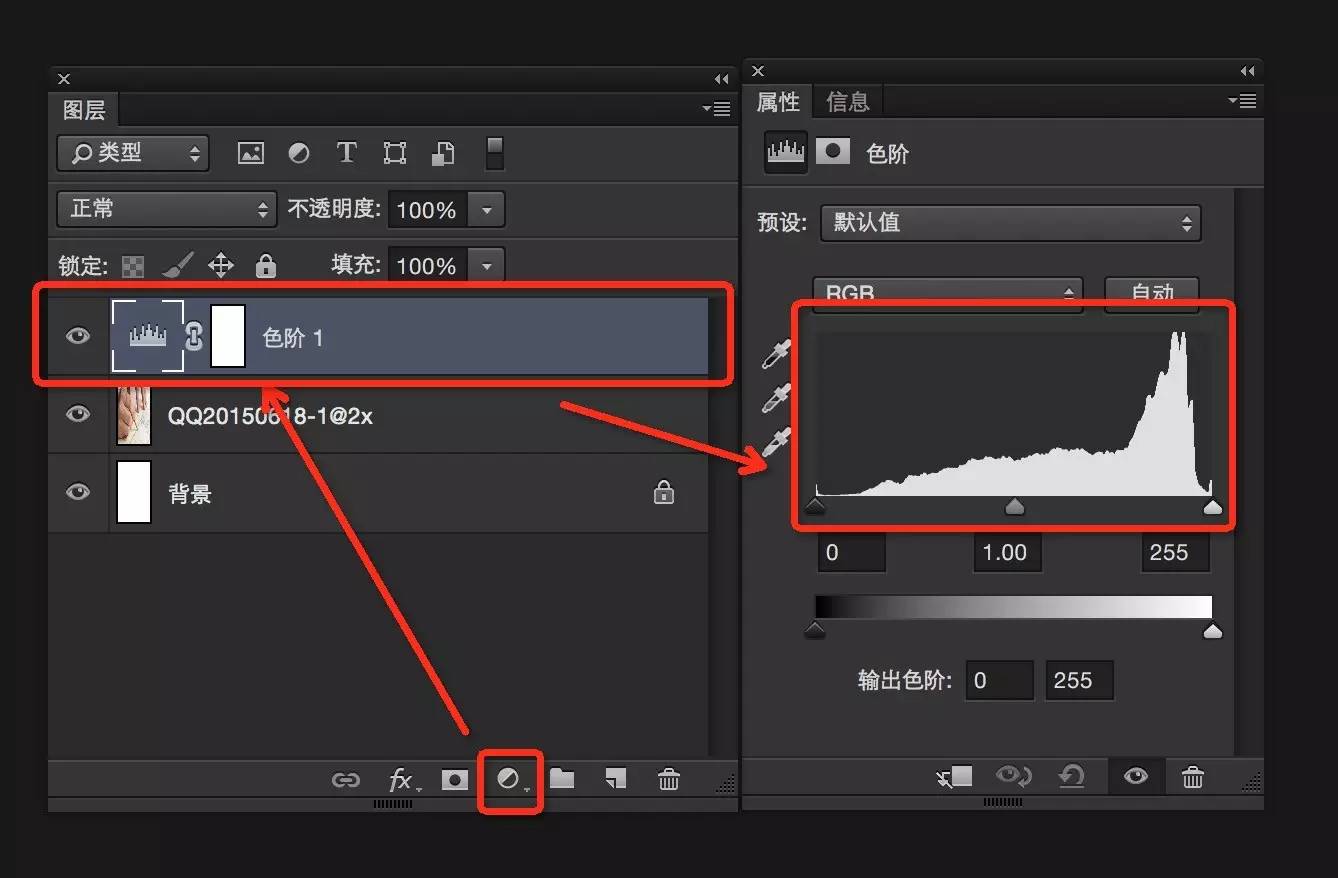 图层
类型
正常
不透明度:
100%
锁定:
填充:
100%
色阶 1
QQ20150618-1@2x
背景
fx
属性
信息
色阶
预设:
默认值
RGB
自动
0
1.00
255
输出色阶:
0
255